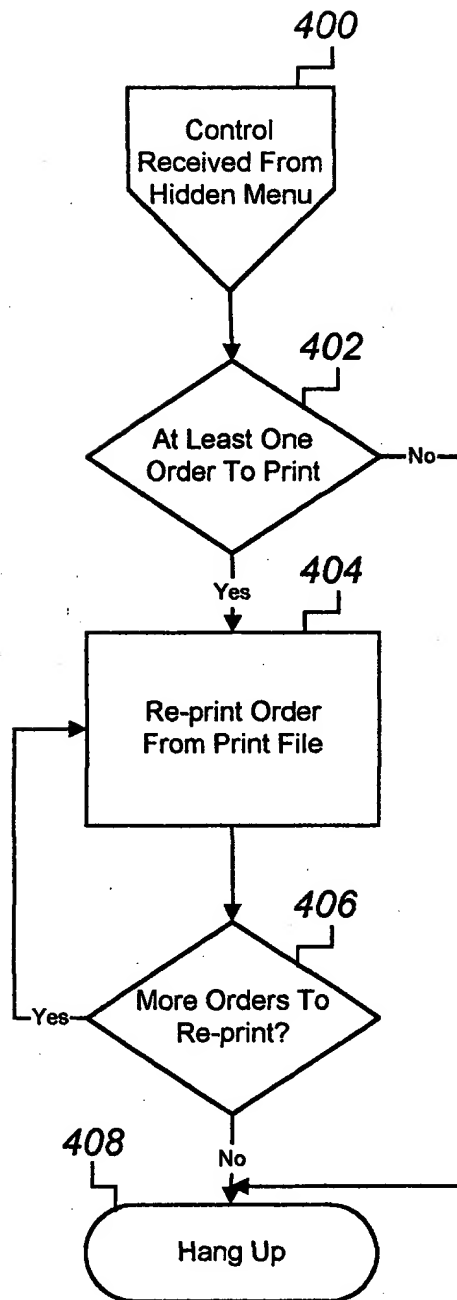 400
Control
Received From
Hidden Menu
402
At Least One
Order To Print
No
Yes
404
Re-print Order
From Print File
406
More Orders To
Re-print?
Yes
No
408
Hang Up